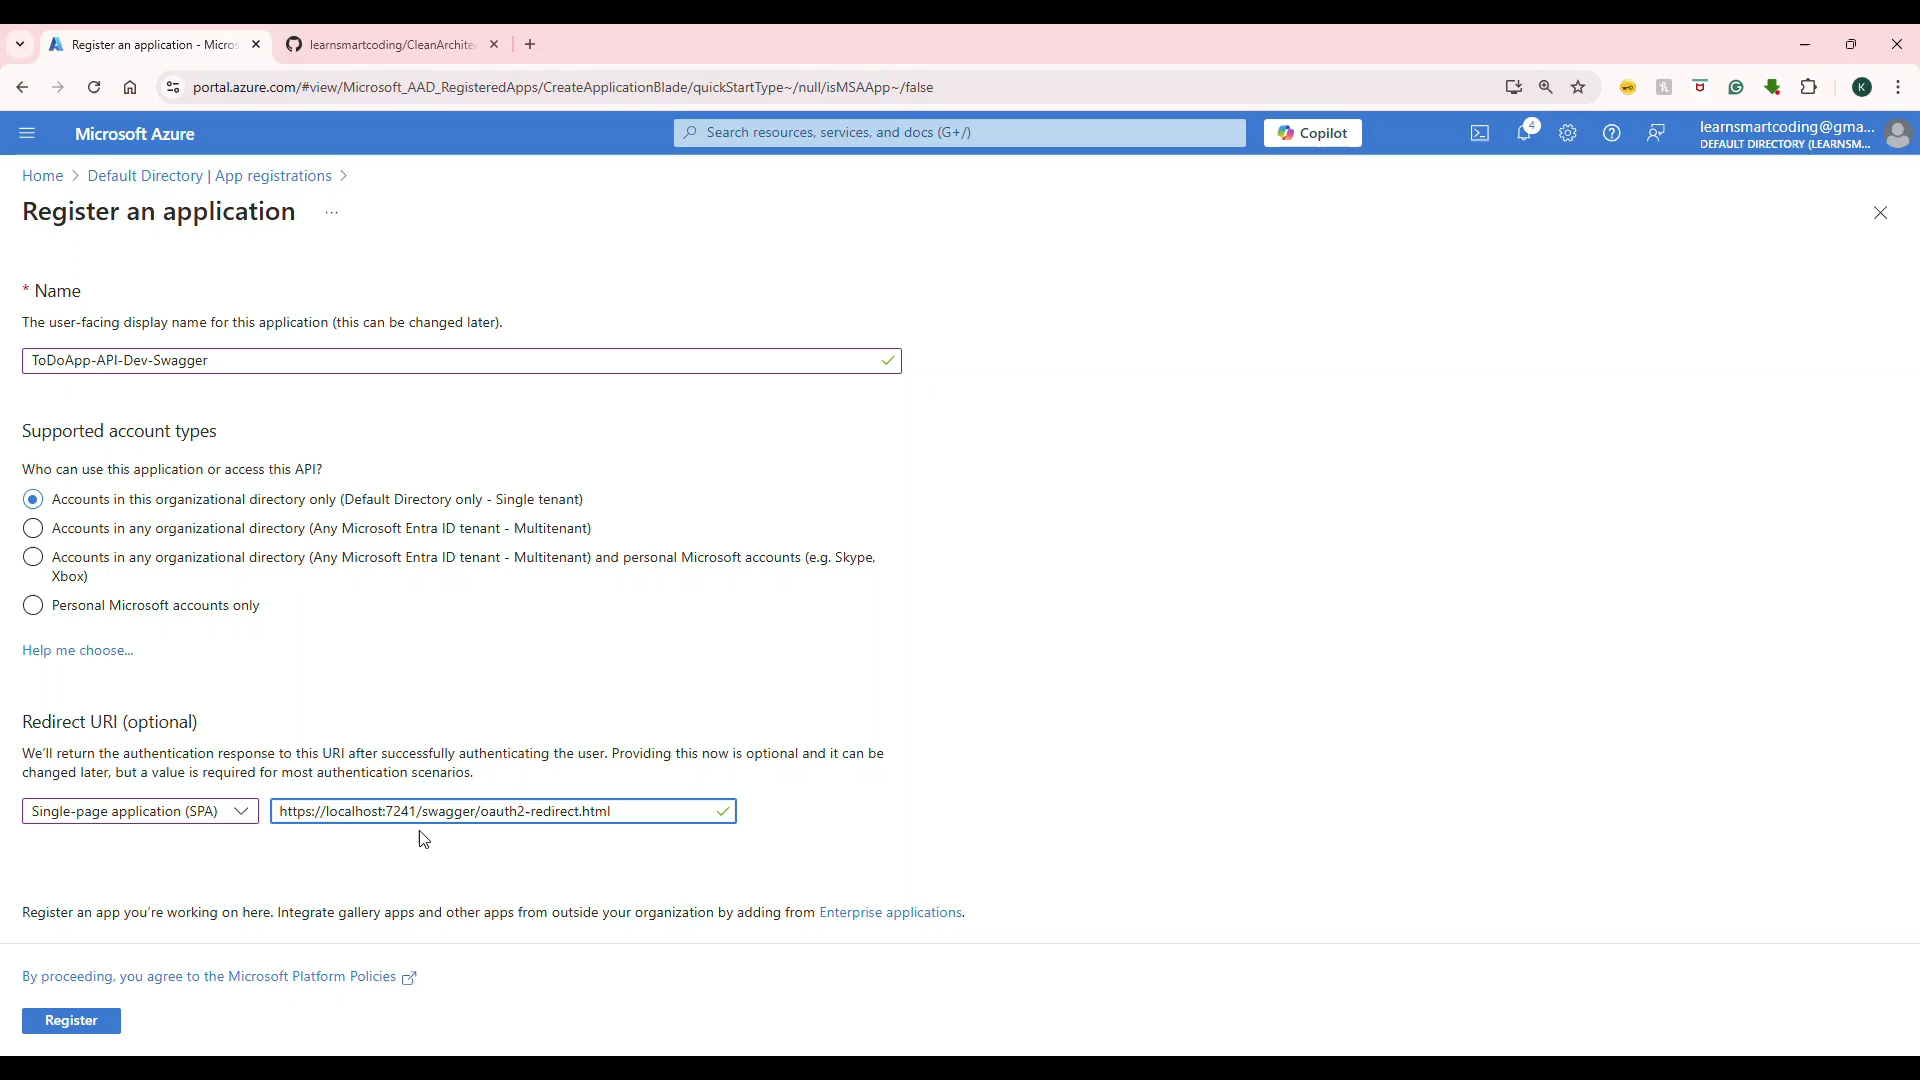 Register an application - Micros
learnsmartcoding/CleanArchite
portal.azure.com/#view/Microsoft_AAD_RegisteredApps/CreateApplicationBlade/quickStartType~/null/isMSAApp~/false
K
Microsoft Azure
Search resources, services, and docs (G+/)
Copilot
4
learnsmartcoding@gma...
DEFAULT DIRECTORY (LEARNSM...
Home > Default Directory | App registrations >
Register an application ...
* Name
The user-facing display name for this application (this can be changed later).
ToDoApp-API-Dev-Swagger
Supported account types
Who can use this application or access this API?
Accounts in this organizational directory only (Default Directory only - Single tenant)
Accounts in any organizational directory (Any Microsoft Entra ID tenant - Multitenant)
Accounts in any organizational directory (Any Microsoft Entra ID tenant - Multitenant) and personal Microsoft accounts (e.g. Skype,
Xbox)
Personal Microsoft accounts only
Help me choose...
Redirect URI (optional)
We'll return the authentication response to this URI after successfully authenticating the user. Providing this now is optional and it can be
changed later, but a value is required for most authentication scenarios.
Single-page application (SPA)
https://localhost:7241/swagger/oauth2-redirect.html
Register an app you're working on here. Integrate gallery apps and other apps from outside your organization by adding from Enterprise applications.
By proceeding, you agree to the Microsoft Platform Policies
Register